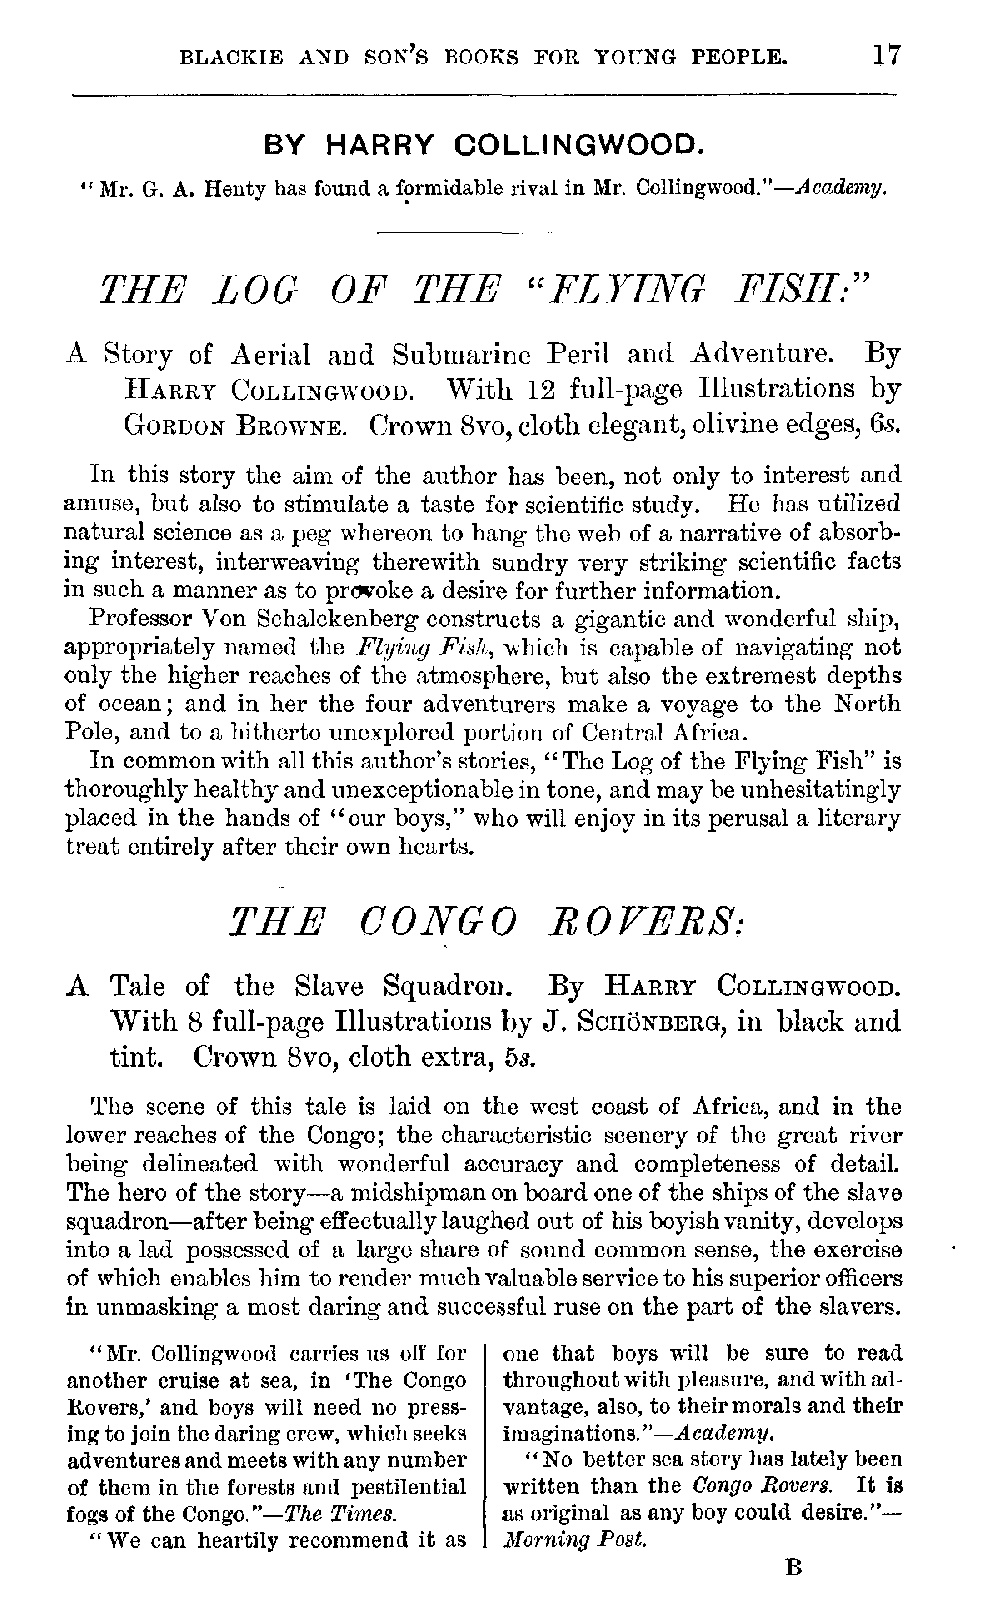 BLACKIE AND SON'S BOOKS FOR YOUNG PEOPLE. 17
BY HARRY COLLINGWOOD.
"Mr. G. A. Henty has found a formidable rival in Mr. Collingwood."—Academy.
THE LOG OF THE "FLYING FISH:"
A Story of Aerial and Submarine Peril and Adventure. By
HARRY COLLINGWOOD. With 12 full-page Illustrations by
GORDON BROWNE. Crown 8vo, cloth elegant, olivine edges, 6s.
In this story the aim of the author has been, not only to interest and
amuse, but also to stimulate a taste for scientific study. He has utilized
natural science as a peg whereon to hang the web of a narrative of absorb-
ing interest, interweaving therewith sundry very striking scientific facts
in such a manner as to provoke a desire for further information.
Professor Von Schalckenberg constructs a gigantic and wonderful ship,
appropriately named the Flying Fish, which is capable of navigating not
only the higher reaches of the atmosphere, but also the extremest depths
of ocean; and in her the four adventurers make a voyage to the North
Pole, and to a hitherto unexplored portion of Central Africa.
In common with all this author's stories, "The Log of the Flying Fish" is
thoroughly healthy and unexceptionable in tone, and may be unhesitatingly
placed in the hands of "our boys," who will enjoy in its perusal a literary
treat entirely after their own hearts.
THE CONGO ROVERS:
A Tale of the Slave Squadron. By HARRY COLLINGWOOD.
With 8 full-page Illustrations by J. SCHÖNBERG, in black and
tint. Crown 8vo, cloth extra, 5s.
The scene of this tale is laid on the west coast of Africa, and in the
lower reaches of the Congo; the characteristic scenery of the great river
being delineated with wonderful accuracy and completeness of detail.
The hero of the story—a midshipman on board one of the ships of the slave
squadron—after being effectually laughed out of his boyish vanity, develops
into a lad possessed of a large share of sound common sense, the exercise
of which enables him to render much valuable service to his superior officers
in unmasking a most daring and successful ruse on the part of the slavers.
"Mr. Collingwood carries us off for
another cruise at sea, in 'The Congo
Rovers,' and boys will need no press-
ing to join the daring crew, which seeks
adventures and meets with any number
of them in the forests and pestilential
fogs of the Congo."—The Times.
"We can heartily recommend it as
one that boys will be sure to read
throughout with pleasure, and with ad-
vantage, also, to their morals and their
imaginations."—Academy.
"No better sea story has lately been
written than the Congo Rovers. It is
as original as any boy could desire."—
Morning Post.
B